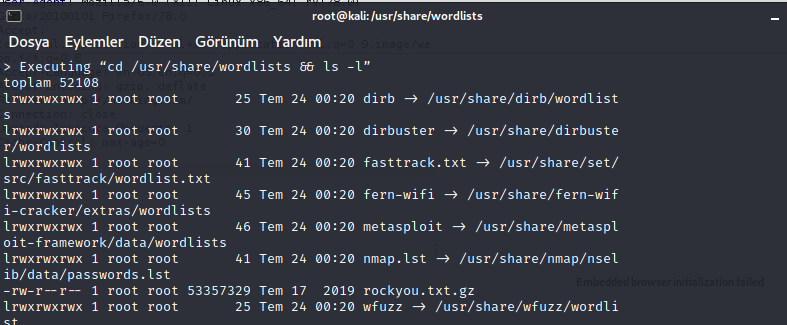 root@kali: /usr/share/wordlists
Dosya Eylemler Düzen Görünüm Yardım
> Executing “cd /usr/share/wordlists && ls -l”
toplam 52108
lrwxrwxrwx 1 root root       25 Tem 24 00:20 dirb → /usr/share/dirb/wordlist
s
lrwxrwxrwx 1 root root       30 Tem 24 00:20 dirbuster → /usr/share/dirbuste
r/wordlists
lrwxrwxrwx 1 root root       41 Tem 24 00:20 fasttrack.txt → /usr/share/set/
src/fasttrack/wordlist.txt
lrwxrwxrwx 1 root root       45 Tem 24 00:20 fern-wifi → /usr/share/fern-wif
i-cracker/extras/wordlists
lrwxrwxrwx 1 root root       46 Tem 24 00:20 metasploit → /usr/share/metaspl
oit-framework/data/wordlists
lrwxrwxrwx 1 root root       41 Tem 24 00:20 nmap.lst → /usr/share/nmap/nsel
ib/data/passwords.lst
-rw-r--r-- 1 root root 53357329 Tem 17  2019 rockyou.txt.gz
Embedded browser initialization failed
lrwxrwxrwx 1 root root       25 Tem 24 00:20 wfuzz → /usr/share/wfuzz/wordli
st